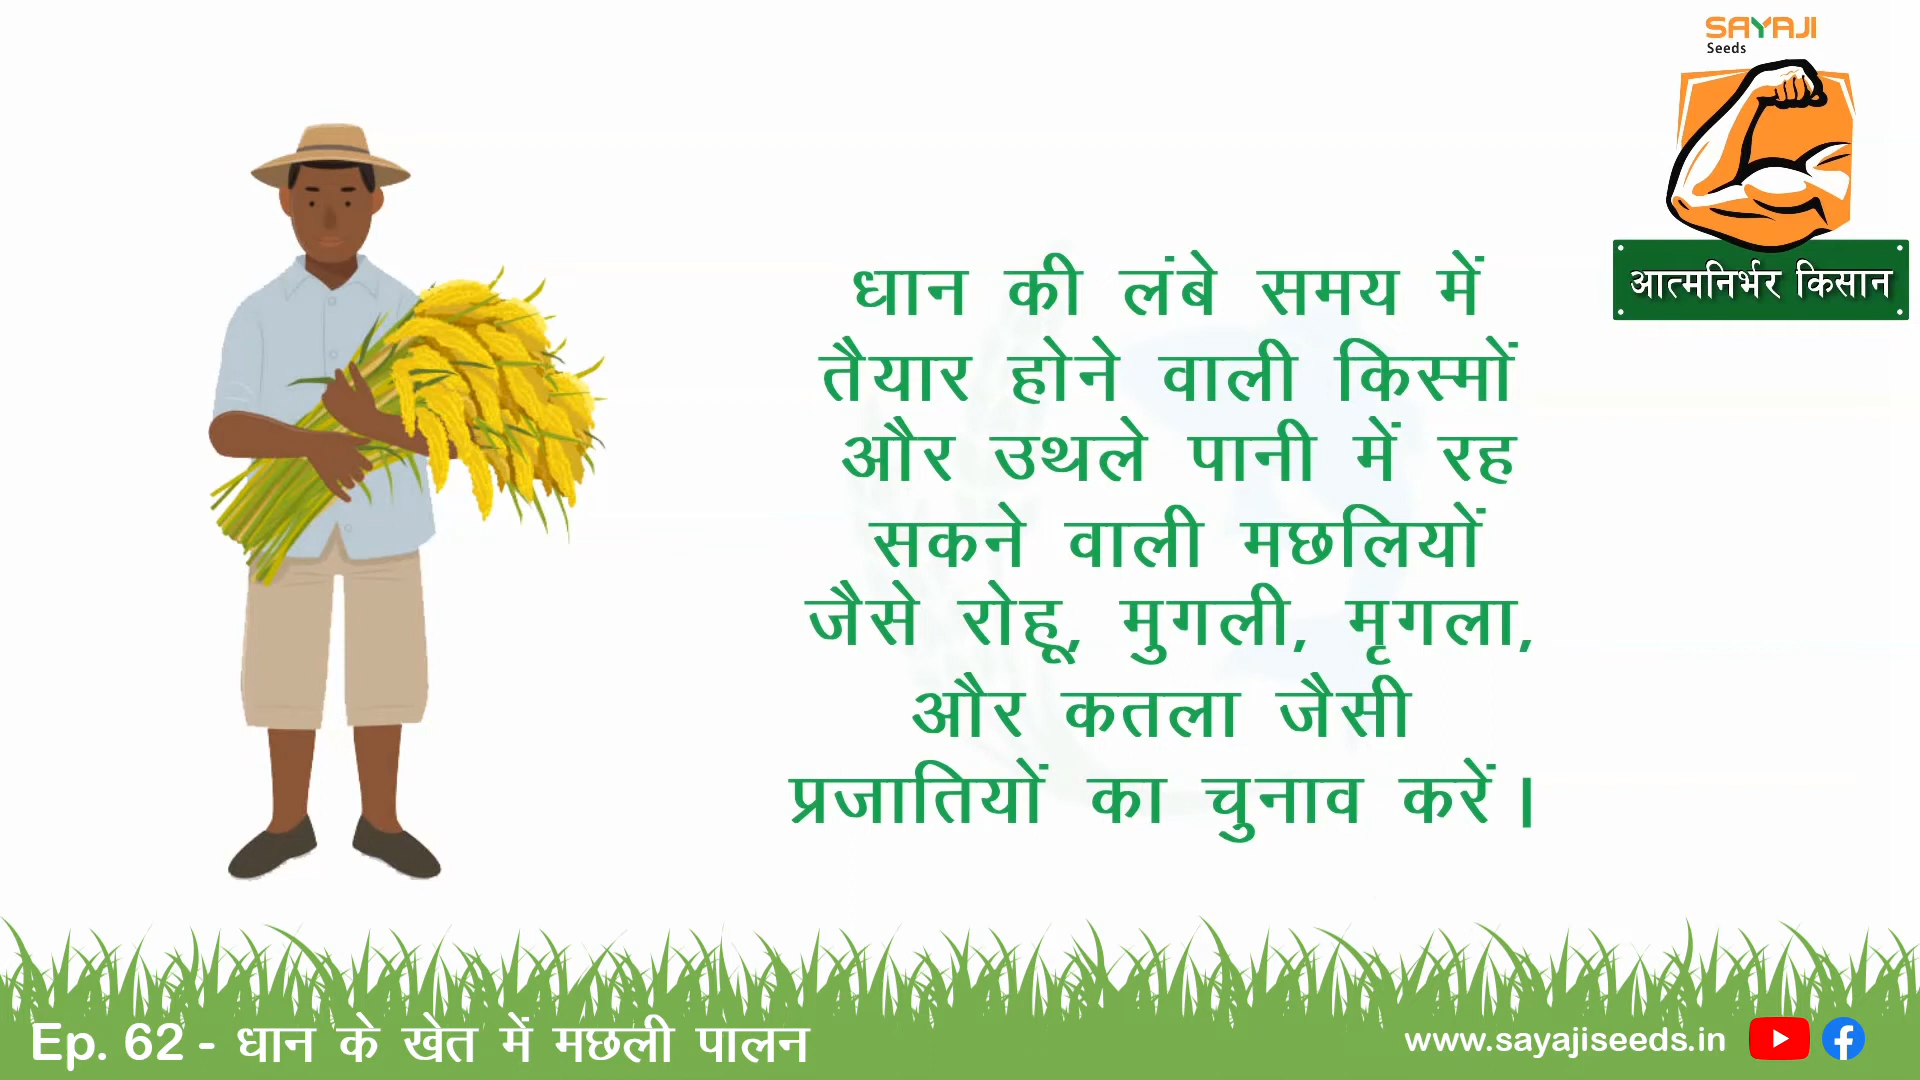 SAYAJI
Seeds
आत्मनिर्भर किसान
धान की लंबे समय में
तैयार होने वाली किस्मों
और उथले पानी में रह
सकने वाली मछलियों
जैसे रोहू, मुगली, मृगला,
और कतला जैसी
प्रजातियों का चुनाव करें।
Ep. 62 - धान के खेत में मछली पालन
www.sayajiseeds.in